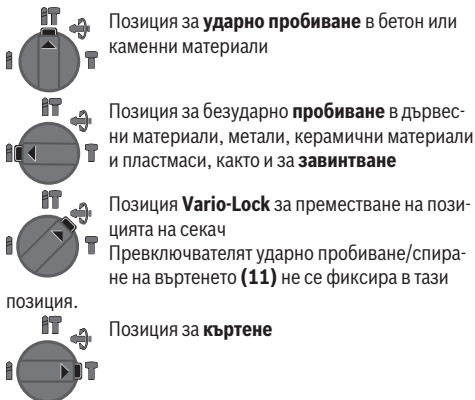 Позиция за ударно пробиване в бетон или
каменни материали
Позиция за безударно пробиване в дървес-
ни материали, метали, керамични материали
и пластмаси, както и за завинтване
Позиция Vario-Lock за преместване на пози-
цията на секач
Превключвателят ударно пробиване/спира-
не на въртенето (11) не се фиксира в тази
позиция.
Позиция за къртене